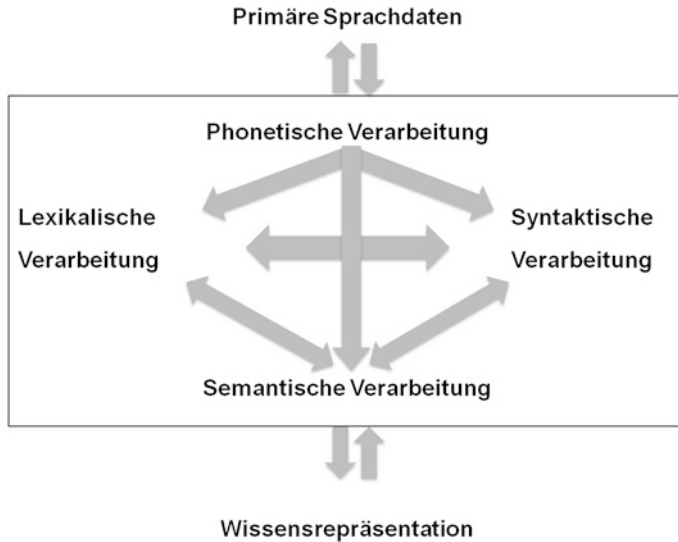 Primäre Sprachdaten
Phonetische Verarbeitung
Lexikalische
Verarbeitung
Syntaktische
Verarbeitung
Semantische Verarbeitung
Wissensrepräsentation